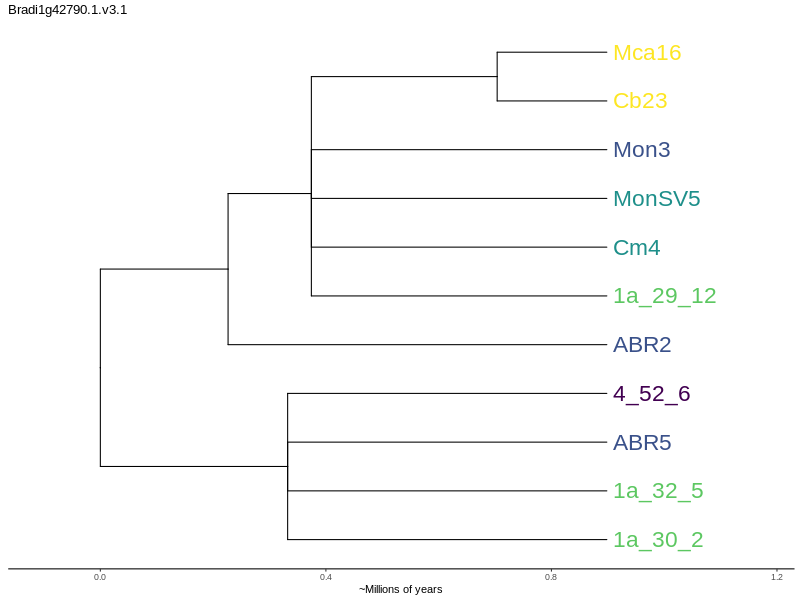 Bradi1g42790.1.v3.1
Mca16
Cb23
Mon3
MonSV5
Cm4
1a_29_12
ABR2
4_52_6
ABR5
1a_32_5
1a_30_2
0.0 0.4 0.8 1.2
~Millions of years